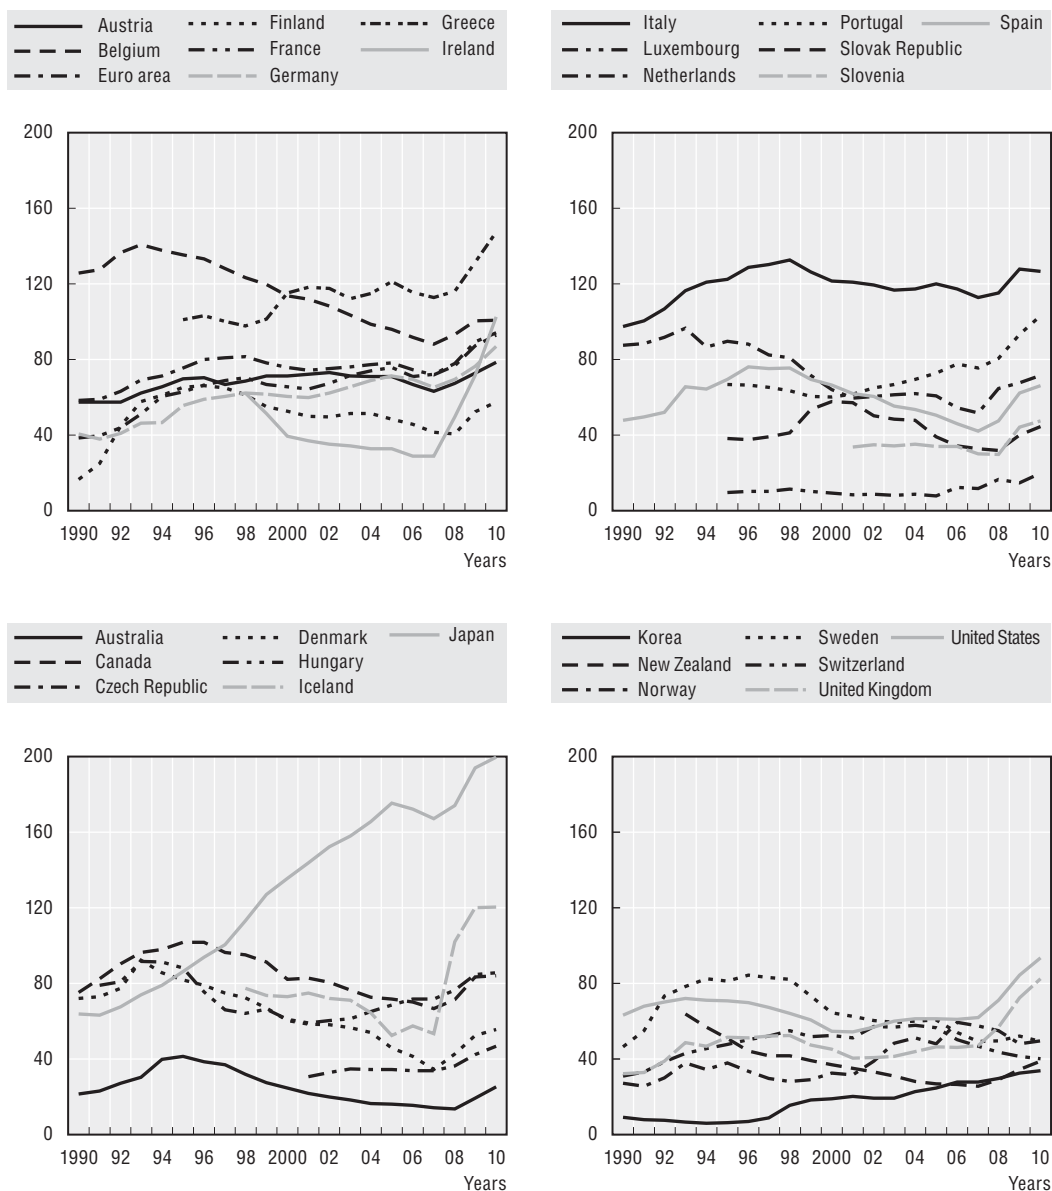 Austria Finland Greece
Belgium France Ireland
Euro area Germany
200
160
120
80
40
0
1990 92 94 96 98 2000 02 04 06 08 10
Years
Italy Portugal Spain
Luxembourg Slovak Republic
Netherlands Slovenia
200
160
120
80
40
0
1990 92 94 96 98 2000 02 04 06 08 10
Years
Australia Denmark Japan
Canada Hungary
Czech Republic Iceland
200
160
120
80
40
0
1990 92 94 96 98 2000 02 04 06 08 10
Years
Korea Sweden United States
New Zealand Switzerland
Norway United Kingdom
200
160
120
80
40
0
1990 92 94 96 98 2000 02 04 06 08 10
Years